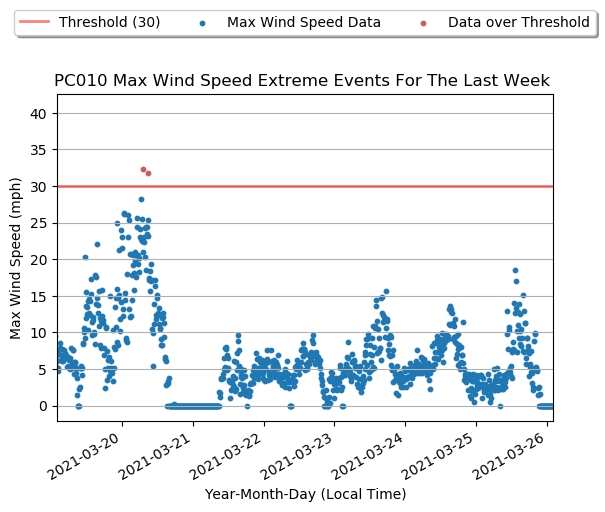 Threshold (30) Max Wind Speed Data Data over Threshold
PC010 Max Wind Speed Extreme Events For The Last Week
40
35
30
25
20
15
10
5
0
Max Wind Speed (mph)
2021-03-20 2021-03-21 2021-03-22 2021-03-23 2021-03-24 2021-03-25 2021-03-26
Year-Month-Day (Local Time)